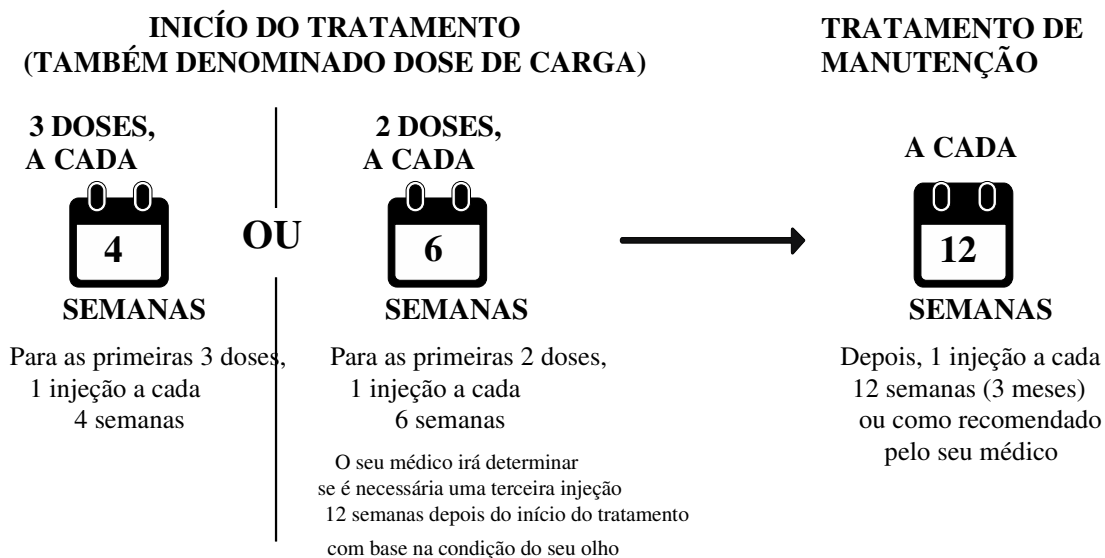 INICÍO DO TRATAMENTO
(TAMBÉM DENOMINADO DOSE DE CARGA)
3 DOSES,
A CADA
4
SEMANAS
Para as primeiras 3 doses,
1 injeção a cada
4 semanas
OU
2 DOSES,
A CADA
6
SEMANAS
Para as primeiras 2 doses,
1 injeção a cada
6 semanas
O seu médico irá determinar
se é necessária uma terceira injeção
12 semanas depois do início do tratamento
com base na condição do seu olho
TRATAMENTO DE
MANUTENÇÃO
A CADA
12
SEMANAS
Depois, 1 injeção a cada
12 semanas (3 meses)
ou como recomendado
pelo seu médico